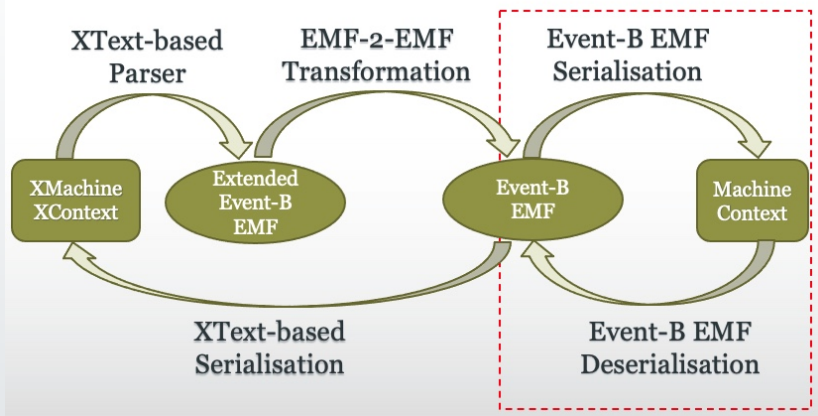 XText-based
Parser
EMF-2-EMF
Transformation
Event-B EMF
Serialisation
XMachine
XContext
Extended
Event-B
EMF
Event-B
EMF
Machine
Context
XText-based
Serialisation
Event-B EMF
Deserialisation